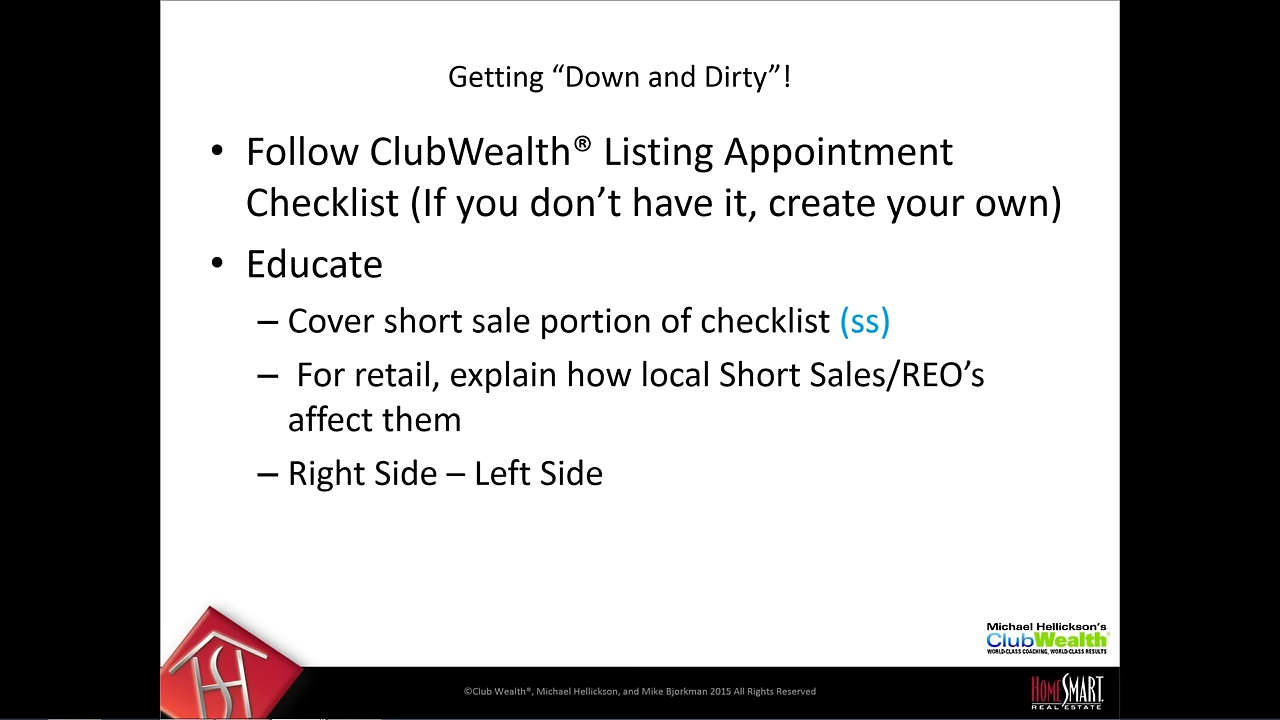 Getting “Down and Dirty”!
• Follow ClubWealth® Listing Appointment
Checklist (If you don’t have it, create your own)
• Educate
– Cover short sale portion of checklist (ss)
– For retail, explain how local Short Sales/REO’s
affect them
– Right Side – Left Side
Michael Hellickson's
ClubWealth®
WORLD-CLASS COACHING, WORLD-CLASS RESULTS
©Club Wealth®, Michael Hellickson, and Mike Bjorkman 2015 All Rights Reserved
HOMESMART
REAL ESTATE